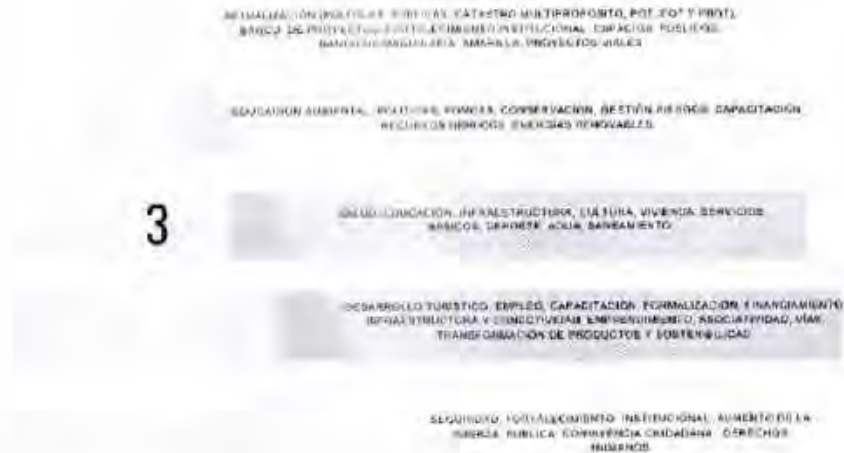 ACTUALIZACIÓN POLÍTICAS PÚBLICAS, CATASTRO MULTIPROPÓSITO, POT, EOT Y PBOT),
BANCO DE PROYECTOS, FORTALECIMIENTO INSTITUCIONAL, ESPACIOS PÚBLICOS,
MAQUINARIA AMARILLA, PROYECTOS VIALES
EDUCACIÓN AMBIENTAL, POLÍTICAS, CONSERVACIÓN, GESTIÓN RIESGOS, CAPACITACIÓN
RECURSOS HÍDRICOS, ENERGÍAS RENOVABLES
3
SALUD, EDUCACIÓN, INFRAESTRUCTURA, CULTURA, VIVIENDA, SERVICIOS
BÁSICOS, DEPORTE, AGUA, SANEAMIENTO
DESARROLLO TURÍSTICO, EMPLEO, CAPACITACIÓN, FORMALIZACIÓN, FINANCIAMIENTO
INFRAESTRUCTURA Y CONECTIVIDAD, EMPRENDIMIENTO, ASOCIATIVIDAD, VÍAS
TRANSFORMACIÓN DE PRODUCTOS Y SOSTENIBILIDAD
SEGURIDAD, FORTALECIMIENTO INSTITUCIONAL, AUMENTO DE LA
FUERZA PÚBLICA, CONVIVENCIA CIUDADANA, DERECHOS
HUMANOS